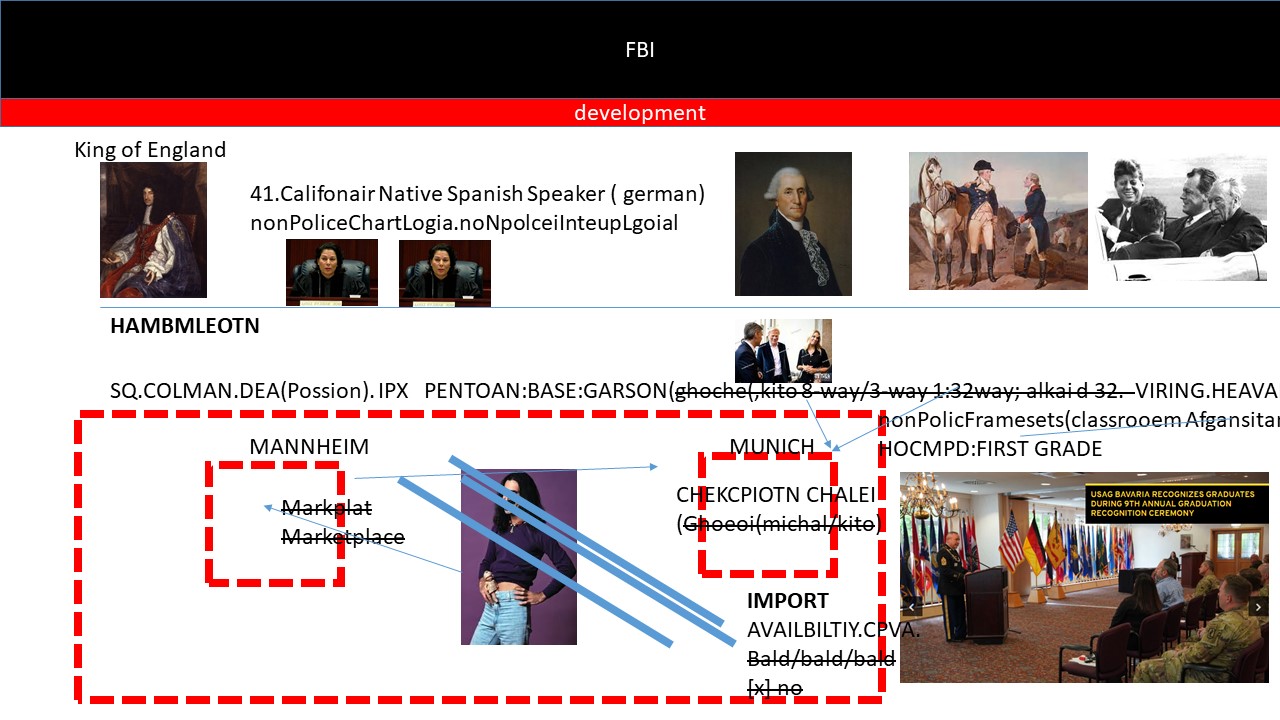 FBI
development
King of England
41.Califonair Native Spanish Speaker ( german)
nonPoliceChartLogia.noNpolceiInteupLgoial
HAMBMLEOTN
SQ.COLMAN.DEA(Possion). IPX PENTOAN:BASE:GARSON(ghoche(,kito 8-way/3-way 1:32way; alkaid 32. VIRING.HEAVA
nonPolicFramesets(classrooem Afgansitan
HOCMPD:FIRST GRADE
MANNHEIM
MUNICH
Markplat
Marketplace
CHEKCPIOTN CHALEI
(Ghoeoi(michal/kito)
IMPORT
AVAILBILTIY.CPVA.
Bald/bald/bald
[x] no
USAG BAVARIA RECOGNIZES GRADUATES
DURING 9TH ANNUAL GRADUATION
RECOGNITION CEREMONY